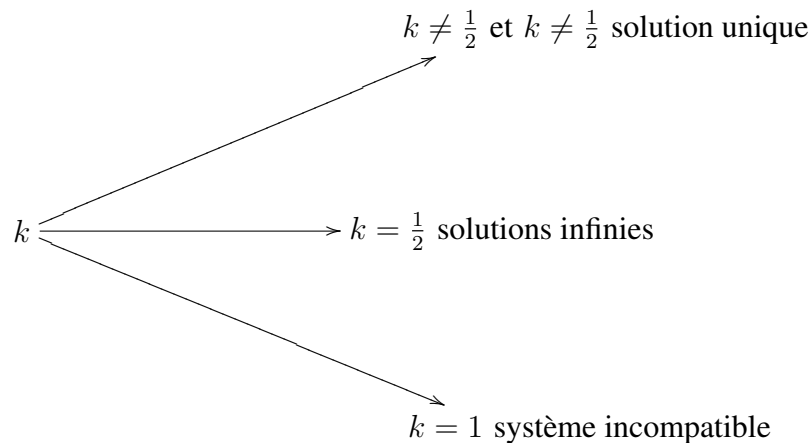 k ≠ 1/2 et k ≠ 1/2 solution unique
k
k = 1/2 solutions infinies
k = 1 système incompatible